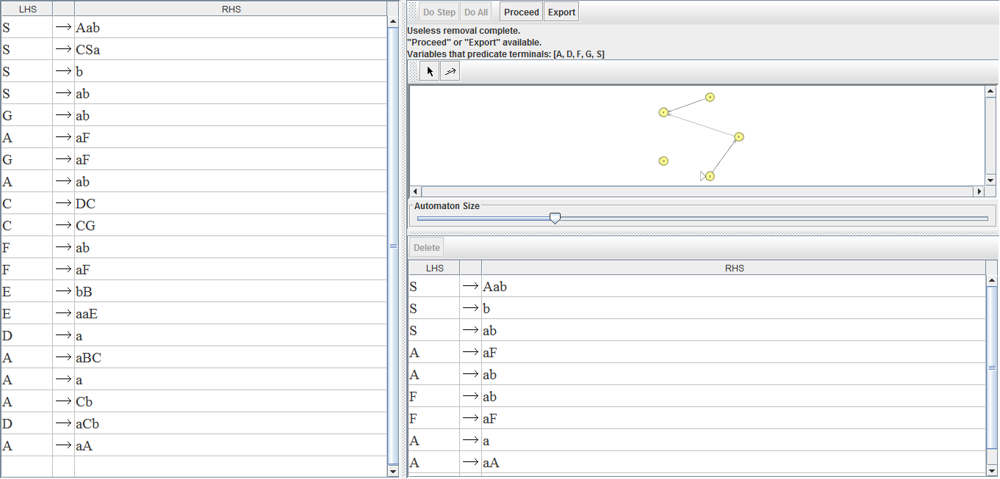 LHS RHS
S → Aab
S → CSa
S → b
S → ab
G → ab
A → aF
G → aF
A → ab
C → DC
C → CG
F → ab
F → aF
E → bB
E → aaE
D → a
A → aBC
A → a
A → Cb
D → aCb
A → aA
Do Step Do All Proceed Export
Useless removal complete.
"Proceed" or "Export" available.
Variables that predicate terminals: [A, D, F, G, S]
Automaton Size
Delete
LHS RHS
S → Aab
S → b
S → ab
A → aF
A → ab
F → ab
F → aF
A → a
A → aA